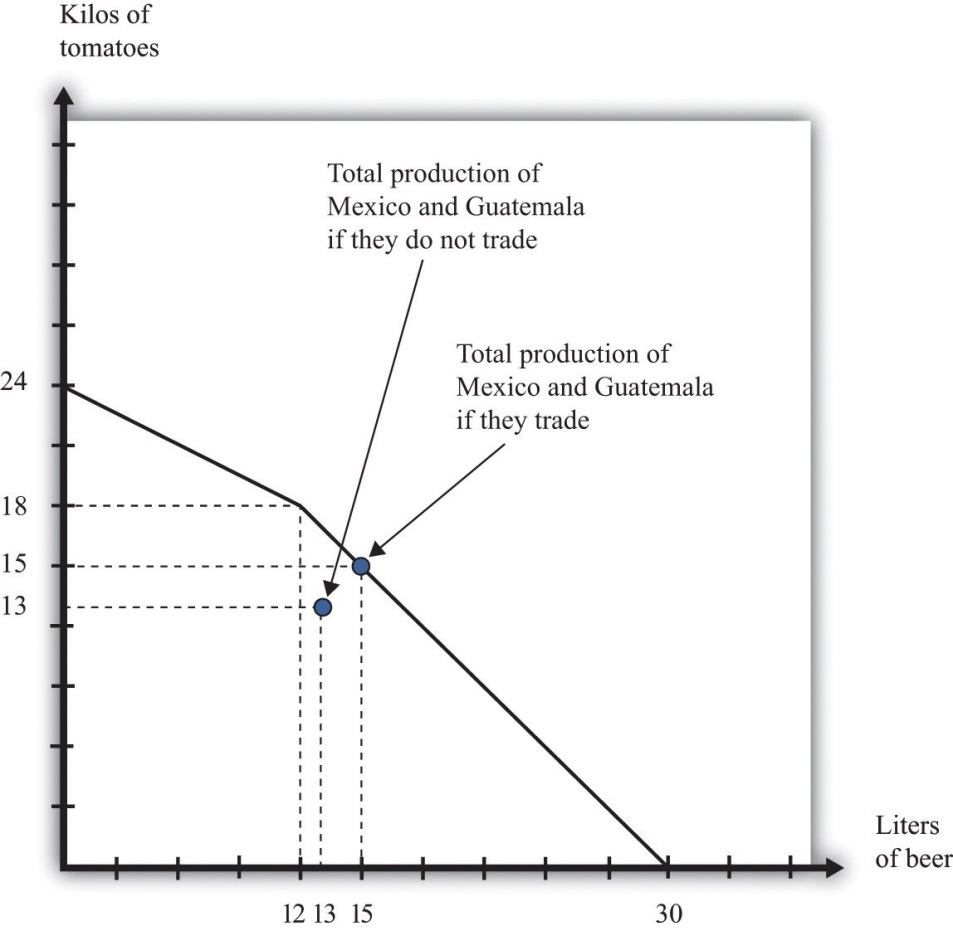 Kilos of
tomatoes
Total production of
Mexico and Guatemala
if they do not trade
Total production of
Mexico and Guatemala
if they trade
24
18
15
13
Liters
of beer
12 13 15 30